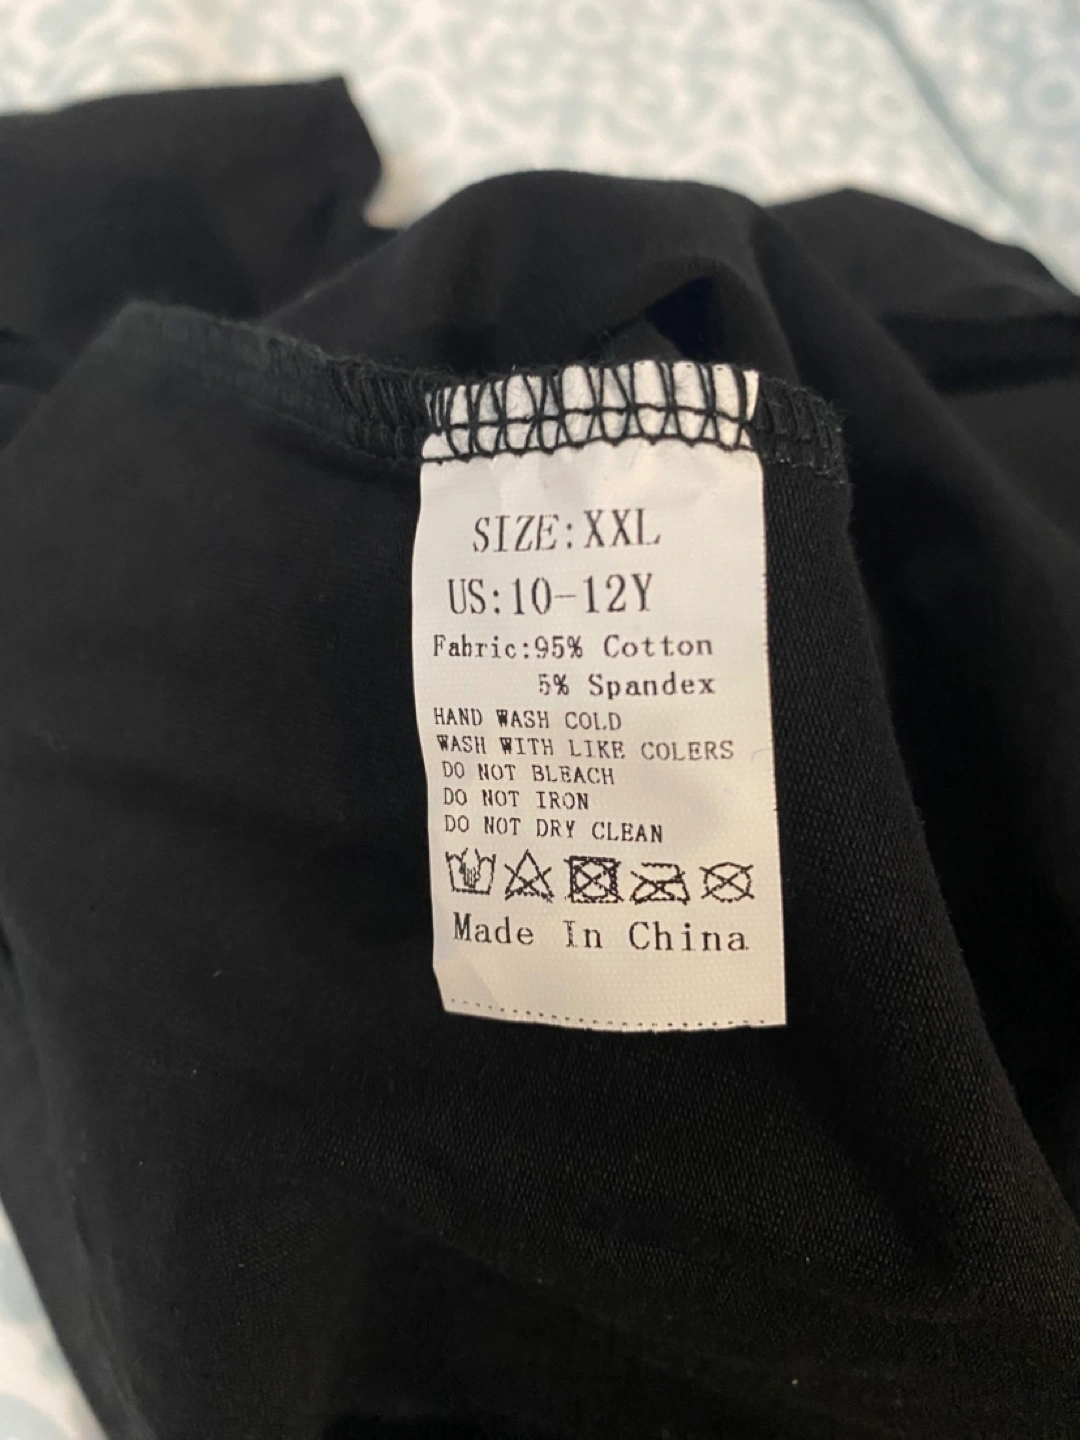 SIZE:XXL
US:10-12Y
Fabric:95% Cotton
5% Spandex
HAND WASH COLD
WASH WITH LIKE COLERS
DO NOT BLEACH
DO NOT IRON
DO NOT DRY CLEAN
Made In China